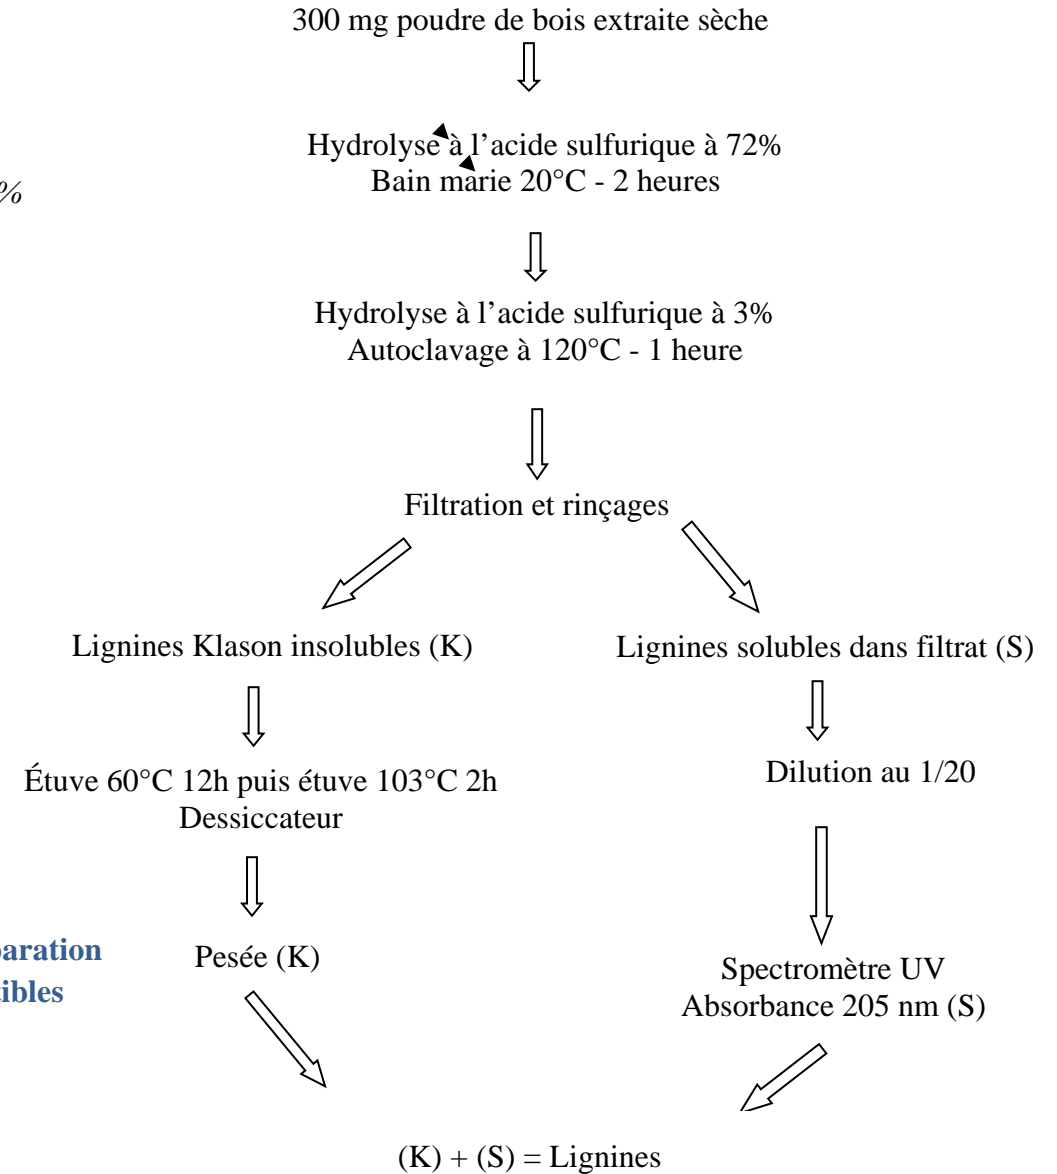 300 mg poudre de bois extraite sèche
Hydrolyse à l’acide sulfurique à 72%
Bain marie 20°C - 2 heures
%
Hydrolyse à l’acide sulfurique à 3%
Autoclavage à 120°C - 1 heure
Filtration et rinçages
Lignines Klason insolubles (K)
Lignines solubles dans filtrat (S)
Étuve 60°C 12h puis étuve 103°C 2h
Dessiccateur
Dilution au 1/20
paration
tibles
Pesée (K)
Spectromètre UV
Absorbance 205 nm (S)
(K) + (S) = Lignines